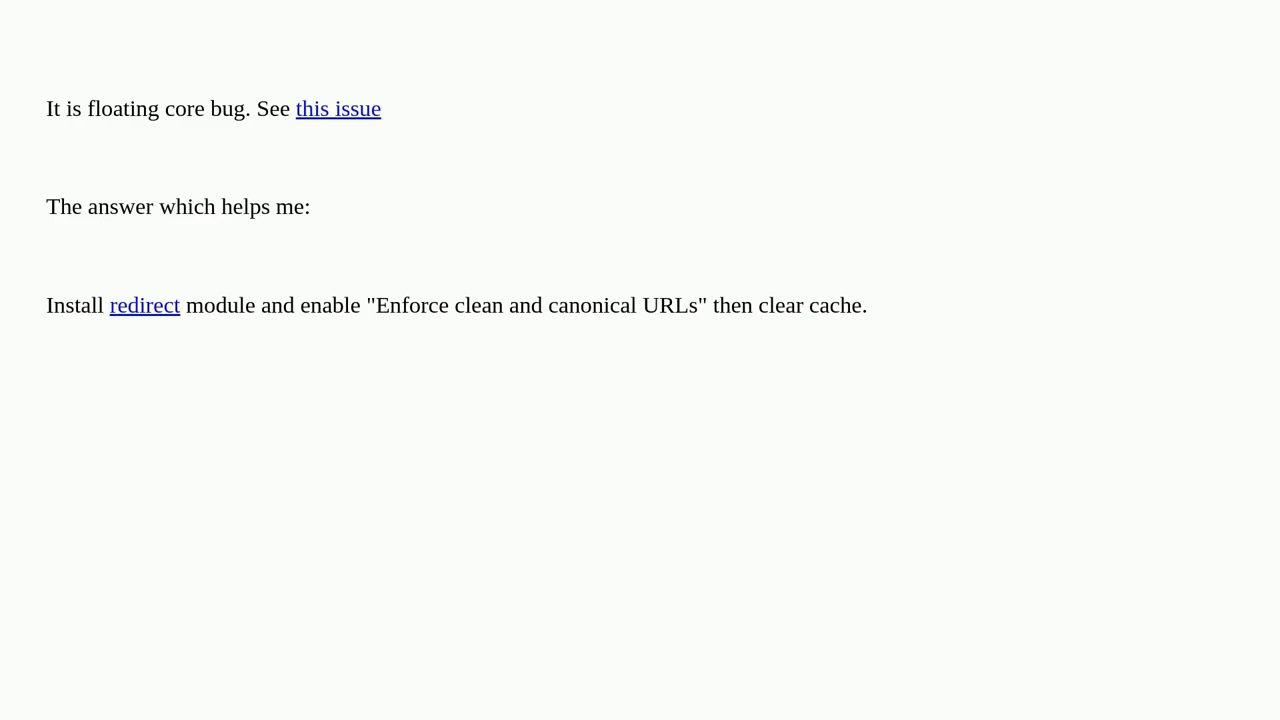 It is floating core bug. See this issue
The answer which helps me:
Install redirect module and enable "Enforce clean and canonical URLs" then clear cache.